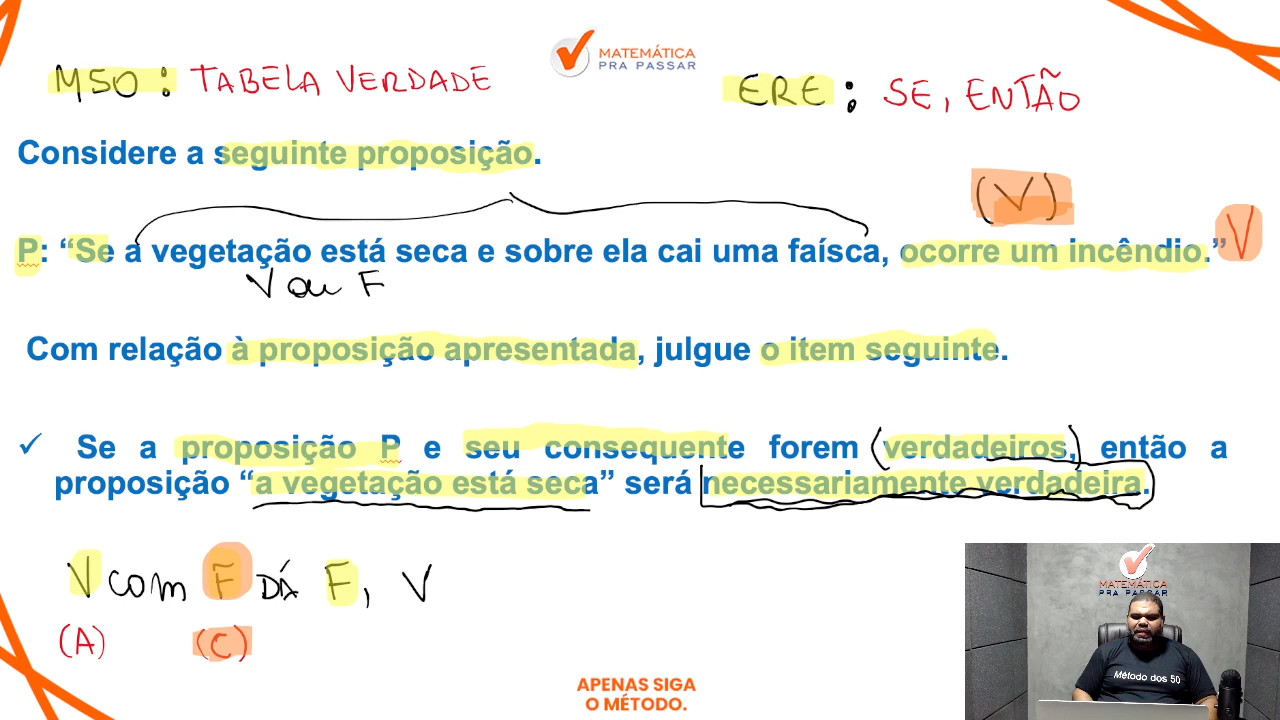 MATEMÁTICA
PRA PASSAR
M50 : TABELA VERDADE
ERE : SE, ENTÃO
Considere a seguinte proposição.
(V)
P: “Se a vegetação está seca e sobre ela cai uma faísca, ocorre um incêndio.” V
V ou F
Com relação à proposição apresentada, julgue o item seguinte.
✓ Se a proposição P e seu consequente forem (verdadeiros,) então a
proposição “a vegetação está seca” será necessariamente verdadeira.
V com F DÁ F, V
(A) (C)
MATEMÁTICA
PRA PASSAR
Método dos 50
APENAS SIGA
O MÉTODO.